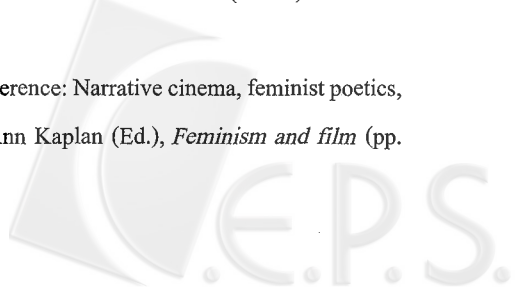 erence: Narrative cinema, feminist poetics,
nn Kaplan (Ed.), Feminism and film (pp.
C.E.P.S.